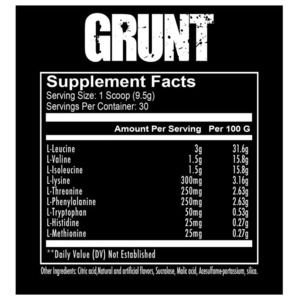 GRUNT
Supplement Facts
Serving Size: 1 Scoop (9.5g)
Servings Per Container: 30
Amount Per Serving Per 100 G
L-Leucine 3g 31.6g
L-Valine 1.5g 15.8g
L-Isoleucine 1.5g 15.8g
L-lysine 300mg 3.16g
L-Threonine 250mg 2.63g
L-Phenylalanine 250mg 2.63g
L-Tryptophan 50mg 0.53g
L-Histidine 25mg 0.27g
L-Methionine 25mg 0.27g
**Daily Value (DV) Not Established
Other Ingredients: Citric acid, Natural and artificial flavors, Sucralose, Malic acid, Acesulfame-portassium, silica.